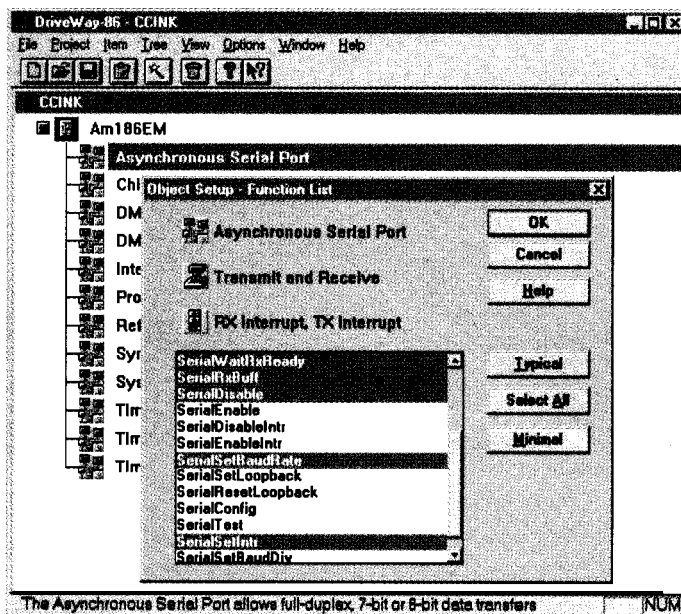 DriveWay-86 - CCINK
File Project Item Tree View Options Window Help
CCINK
Am186EM
Asynchronous Serial Port
Chi
DM
DM
Inte
Pro
Ref
Syn
Sys
Tim
Tim
Tim
Object Setup - Function List
Asynchronous Serial Port
Transmit and Receive
RX Interrupt, TX Interrupt
SerialWaitRxReady
SerialRxBuff
SerialDisable
SerialEnable
SerialDisableIntr
SerialEnableIntr
SerialSetBaudRate
SerialSetLoopback
SerialResetLoopback
SerialConfig
SerialTest
SerialSetIntr
SerialSetBaudDiv
OK
Cancel
Help
Typical
Select All
Minimal
The Asynchronous Serial Port allows full-duplex, 7-bit or 8-bit data transfers
NUM